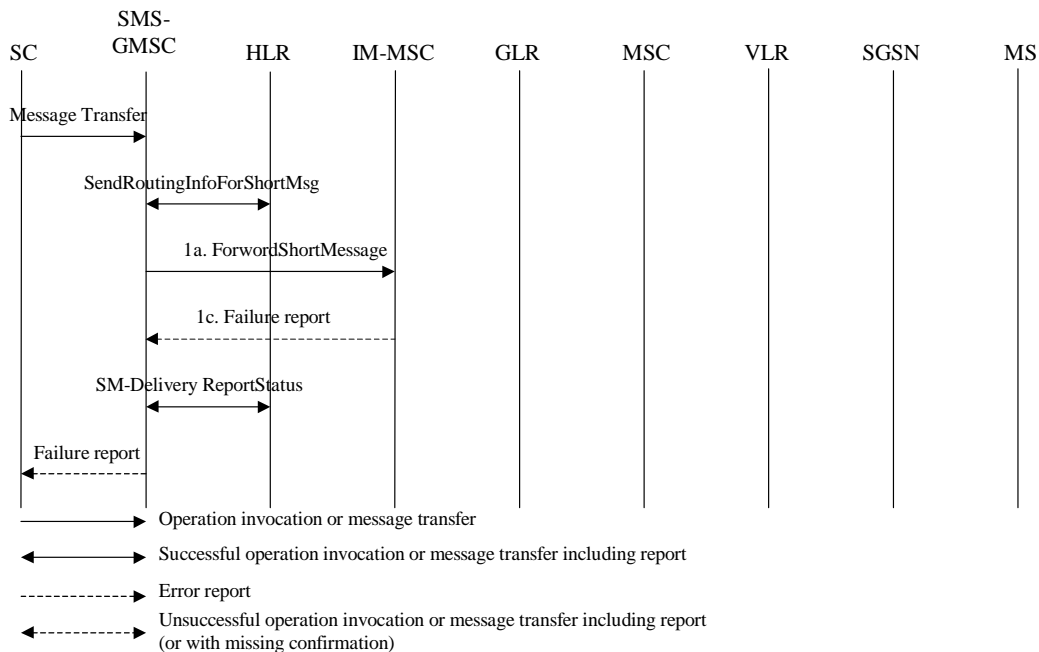 SMS-
GMSC
SC HLR IM-MSC GLR MSC VLR SGSN MS
Message Transfer
SendRoutingInfoForShortMsg
1a. ForwordShortMessage
1c. Failure report
SM-Delivery ReportStatus
Failure report
Operation invocation or message transfer
Successful operation invocation or message transfer including report
Error report
Unsuccessful operation invocation or message transfer including report
(or with missing confirmation)